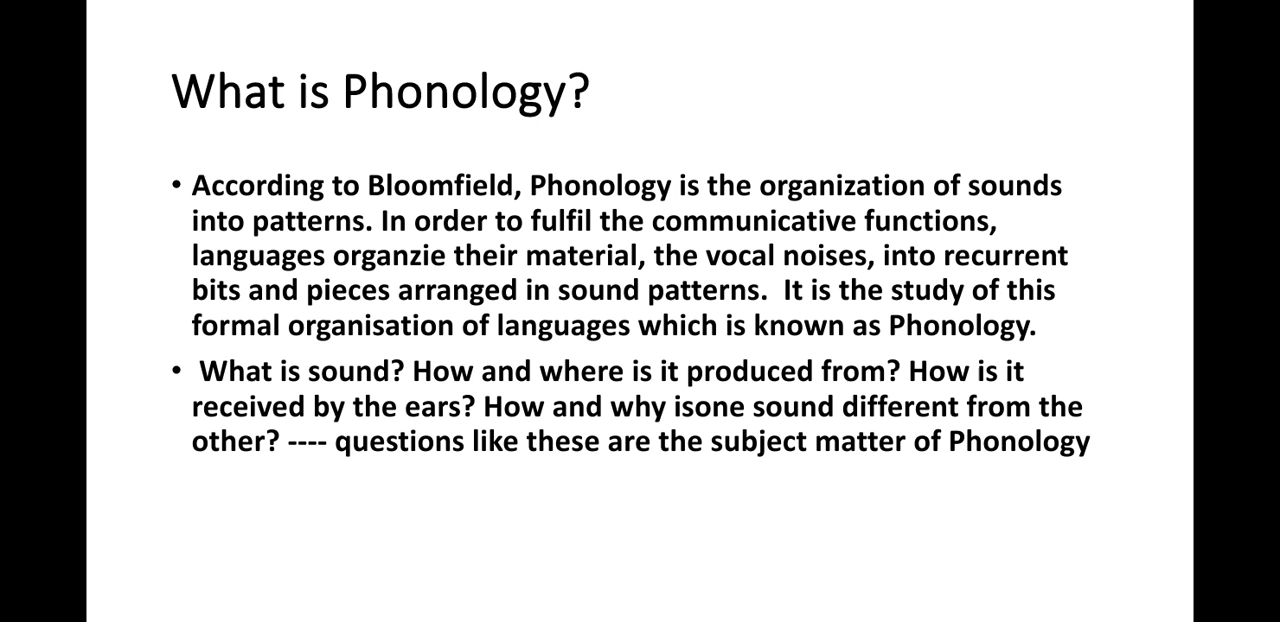 What is Phonology?
• According to Bloomfield, Phonology is the organization of sounds
into patterns. In order to fulfil the communicative functions,
languages organzie their material, the vocal noises, into recurrent
bits and pieces arranged in sound patterns.  It is the study of this
formal organisation of languages which is known as Phonology.
•  What is sound? How and where is it produced from? How is it
received by the ears? How and why isone sound different from the
other? ---- questions like these are the subject matter of Phonology